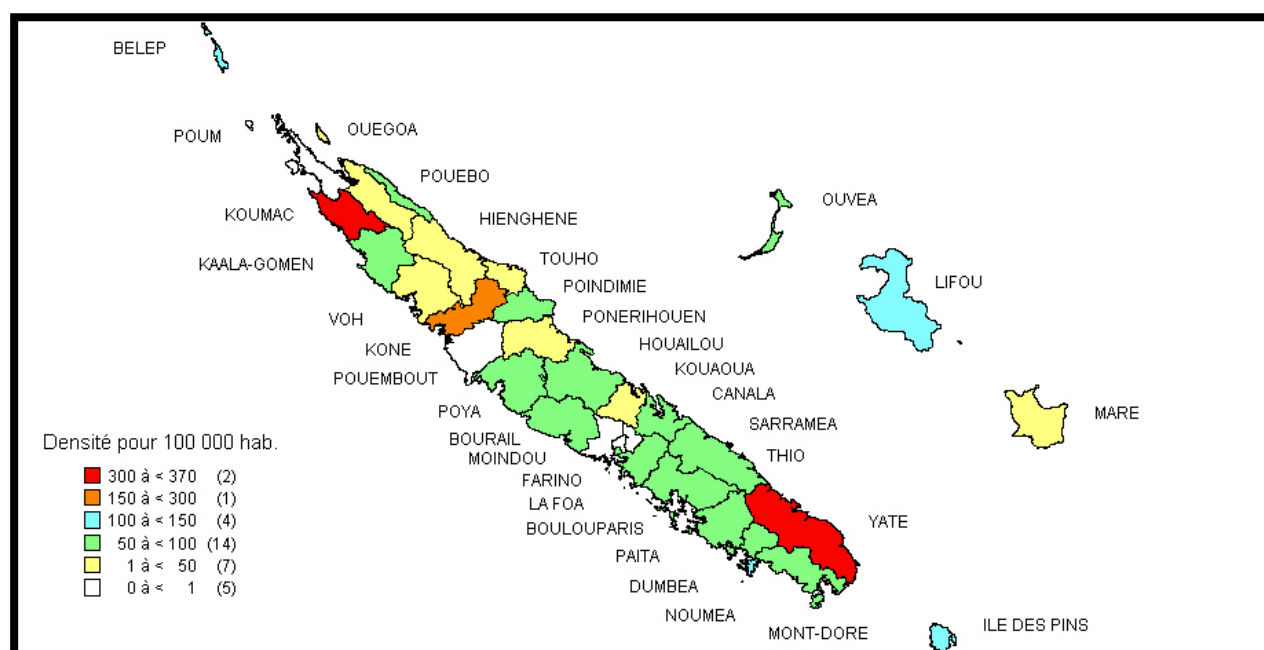 BELEP
POUM
OUEGOA
POUEBO
OUVEA
KOUMAC
HIENGHENE
KAALA-GOMEN
TOUHO
LIFOU
POINDIMIE
VOH
PONERIHOUEN
HOUAILOU
KONE
KOUAOUA
POUEMBOUT
CANALA
POYA
MARE
SARRAMEA
BOURAIL
MOINDOU
THIO
FARINO
LA FOA
YATE
BOULOUPARIS
PAITA
DUMBEA
NOUMEA
MONT-DORE
ILE DES PINS
Densité pour 100 000 hab.
300 à < 370 (2)
150 à < 300 (1)
100 à < 150 (4)
50 à < 100 (14)
1 à < 50 (7)
0 à < 1 (5)